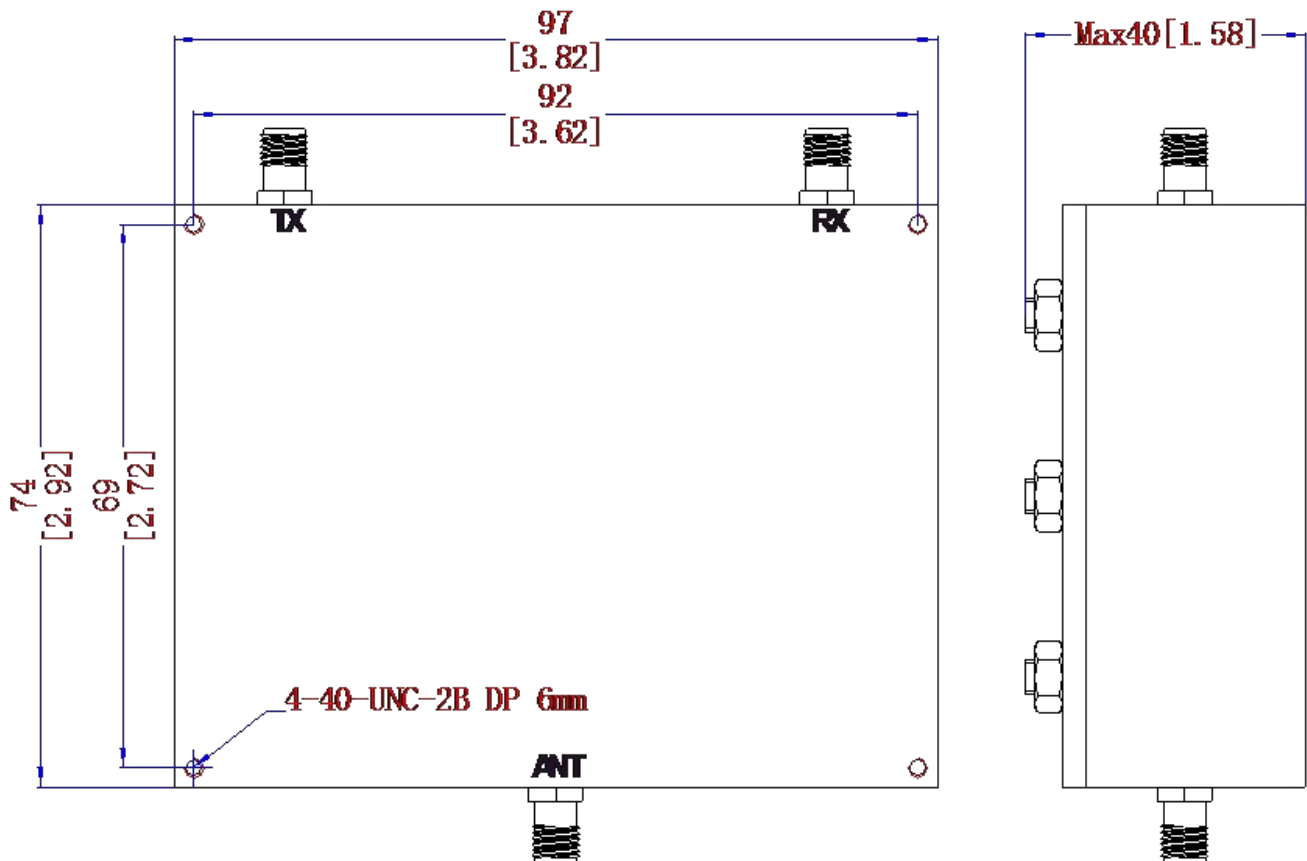 97
[3.82]
Max40[1.58]
92
[3.62]
TX
RX
74
[2.92]
69
[2.72]
4-40-UNC-2B DP 6mm
ANT